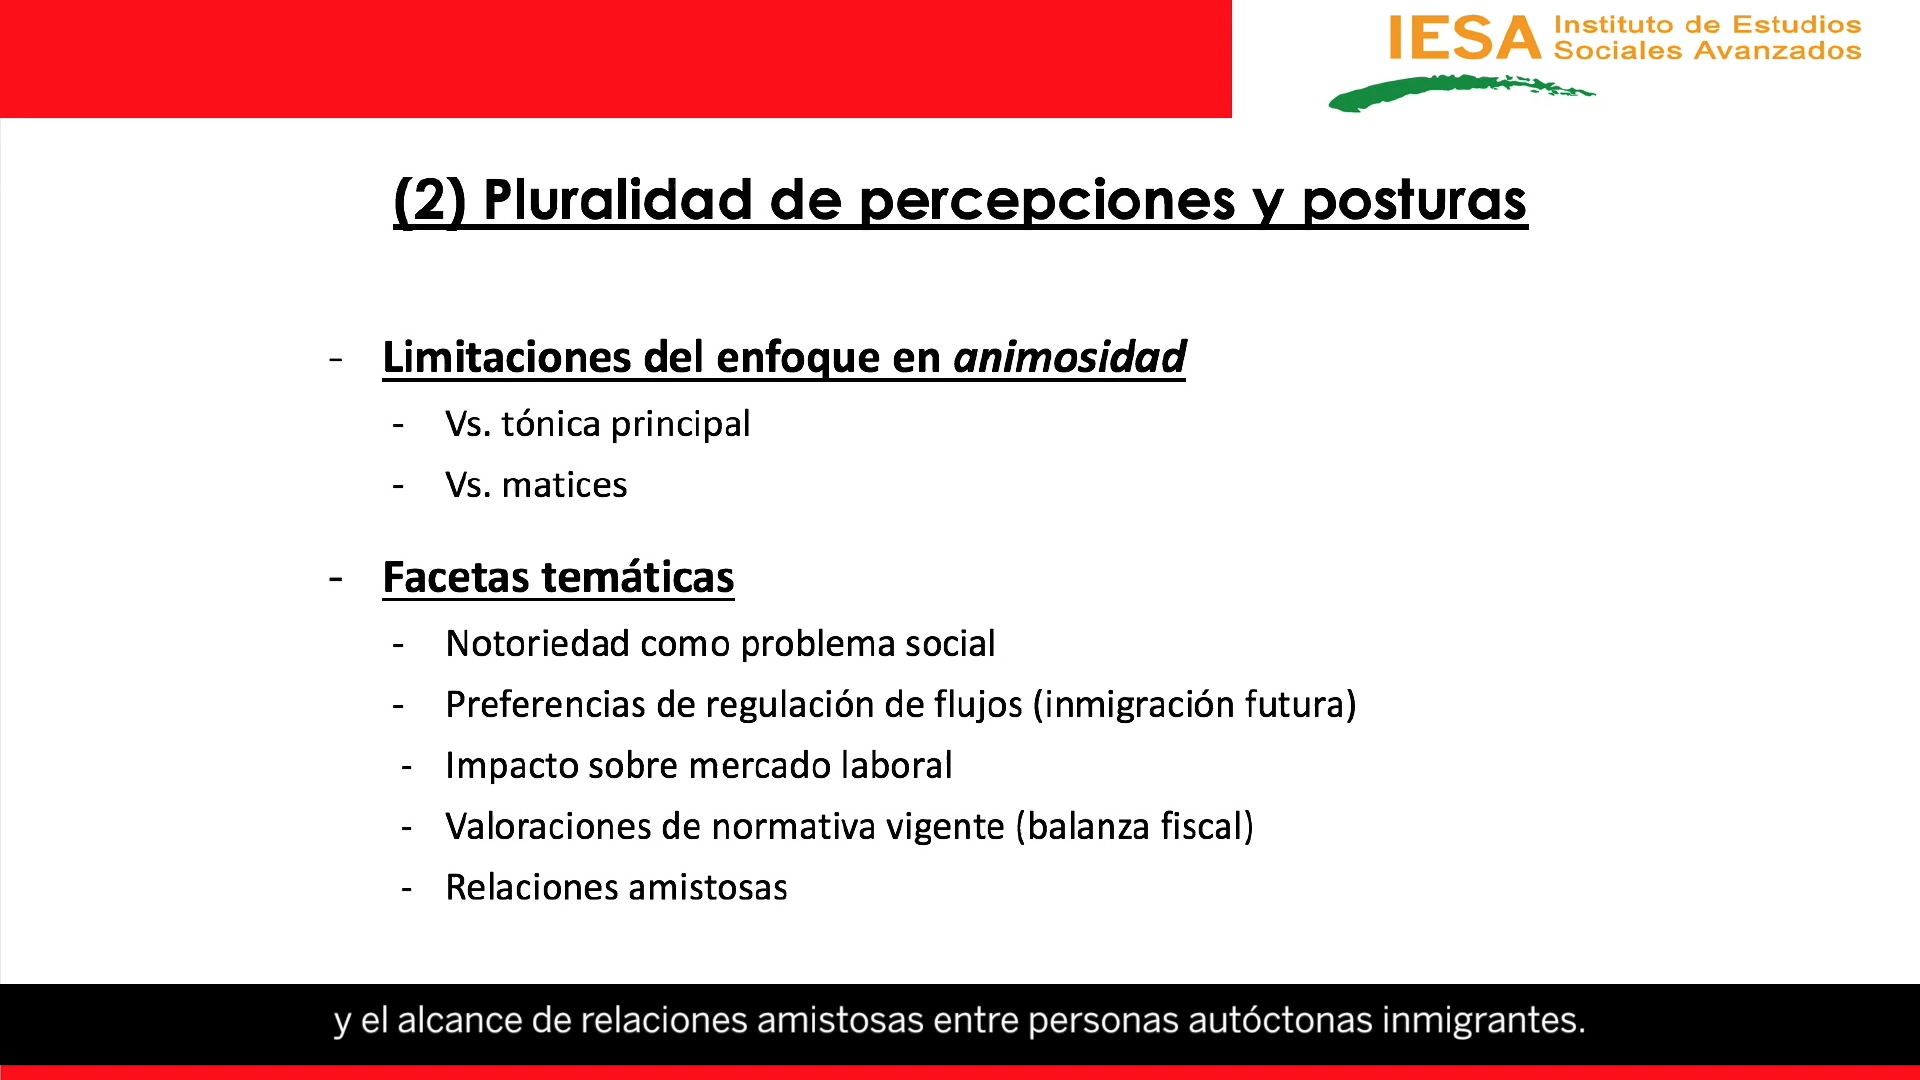 IESA Instituto de Estudios
Sociales Avanzados
(2) Pluralidad de percepciones y posturas
- Limitaciones del enfoque en animosidad
- Vs. tónica principal
- Vs. matices
- Facetas temáticas
- Notoriedad como problema social
- Preferencias de regulación de flujos (inmigración futura)
- Impacto sobre mercado laboral
- Valoraciones de normativa vigente (balanza fiscal)
- Relaciones amistosas
y el alcance de relaciones amistosas entre personas autóctonas inmigrantes.